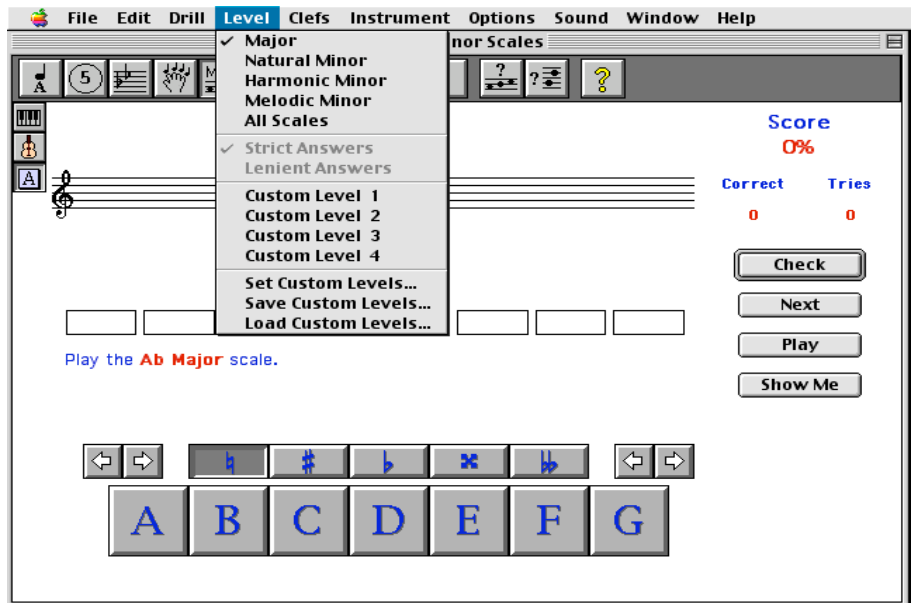 File Edit Drill Level Clefs Instrument Options Sound Window Help
nor Scales
✓ Major
Natural Minor
Harmonic Minor
Melodic Minor
All Scales
✓ Strict Answers
Lenient Answers
Custom Level 1
Custom Level 2
Custom Level 3
Custom Level 4
Set Custom Levels...
Save Custom Levels...
Load Custom Levels...
A 5 M ? ? ?
A
Score
0%
Correct Tries
0 0
Check
Next
Play
Show Me
Play the Ab Major scale.
♮ ♯ ♭ 𝄪 𝄫
A B C D E F G